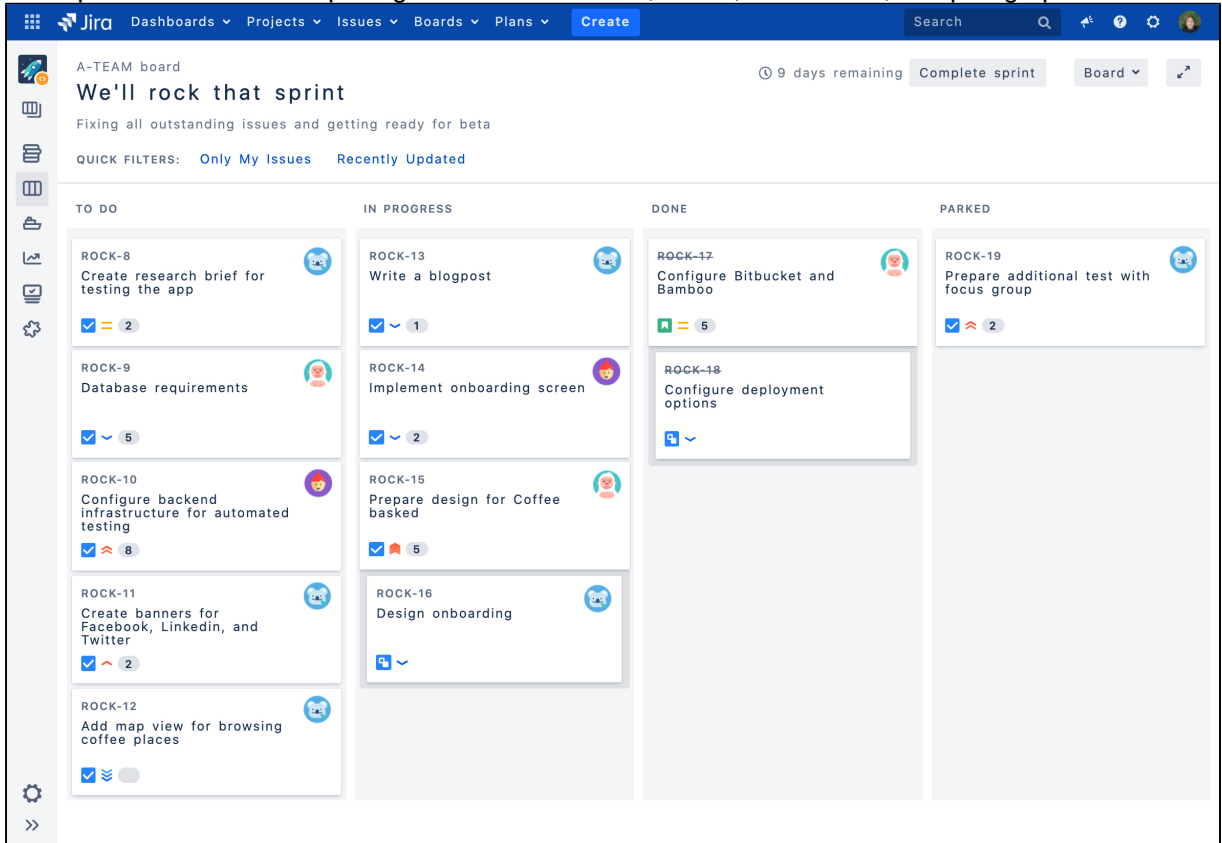 Jira Dashboards Projects Issues Boards Plans Create Search
A-TEAM board
9 days remaining Complete sprint Board
We'll rock that sprint
Fixing all outstanding issues and getting ready for beta
QUICK FILTERS: Only My Issues Recently Updated
TO DO
ROCK-8
Create research brief for
testing the app
2
ROCK-9
Database requirements
5
ROCK-10
Configure backend
infrastructure for automated
testing
8
ROCK-11
Create banners for
Facebook, Linkedin, and
Twitter
2
ROCK-12
Add map view for browsing
coffee places
IN PROGRESS
ROCK-13
Write a blogpost
1
ROCK-14
Implement onboarding screen
2
ROCK-15
Prepare design for Coffee
basked
5
ROCK-16
Design onboarding
DONE
ROCK-17
Configure Bitbucket and
Bamboo
5
ROCK-18
Configure deployment
options
PARKED
ROCK-19
Prepare additional test with
focus group
2